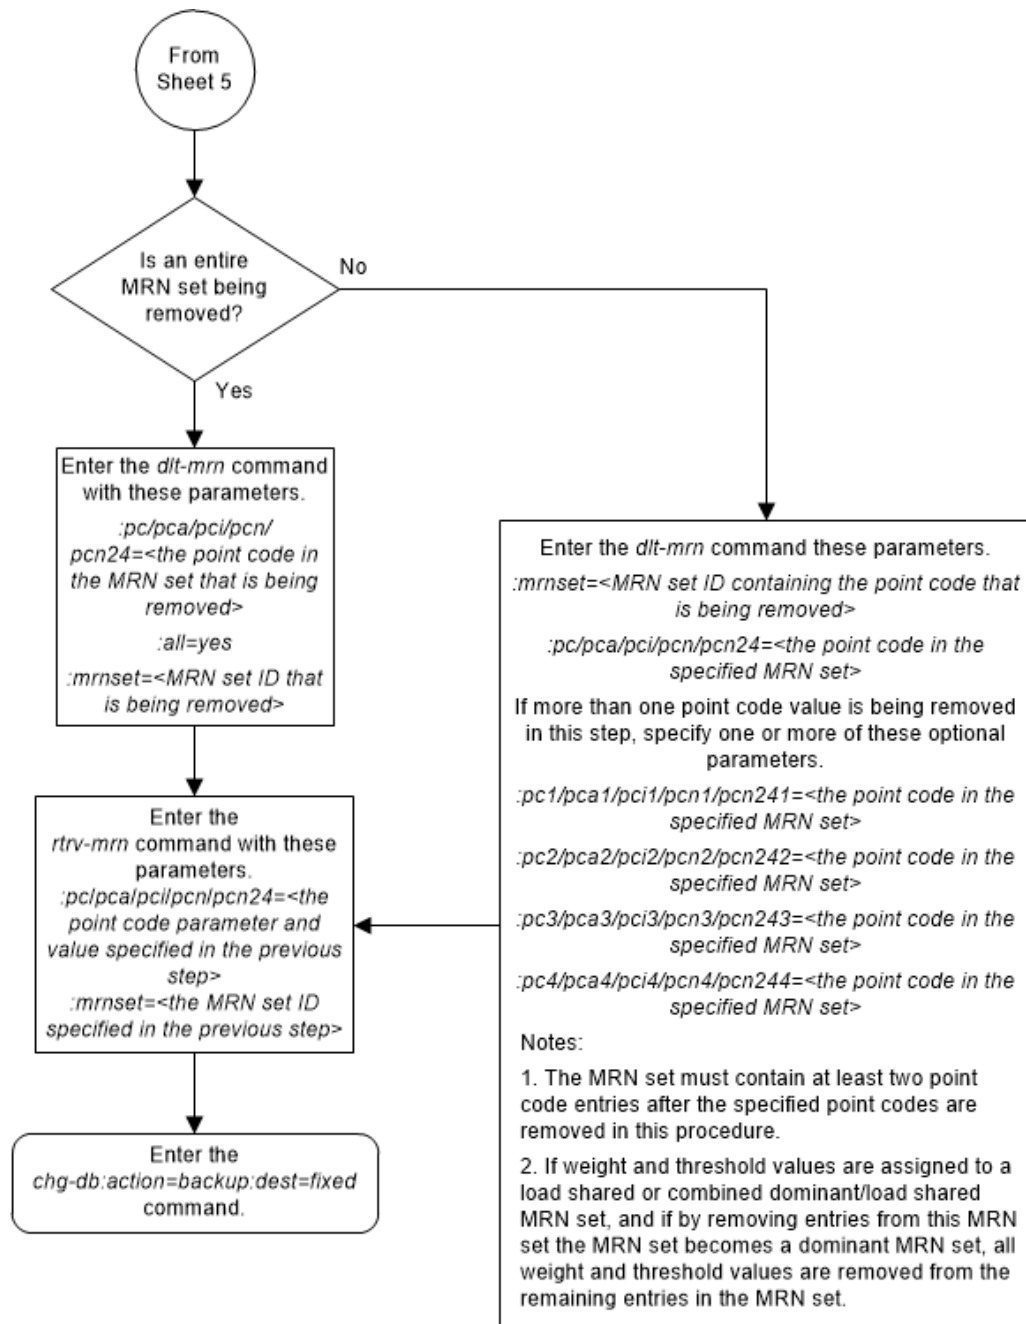 From
Sheet 5
Is an entire
MRN set being
removed?
No
Yes
Enter the dlt-mrn command
with these parameters.
:pc/pca/pci/pcn/
pcn24=<the point code in
the MRN set that is being
removed>
:all=yes
:mrnset=<MRN set ID that
is being removed>
Enter the
rtrv-mrn command with these
parameters.
:pc/pca/pci/pcn/pcn24=<the
point code parameter and
value specified in the previous
step>
:mrnset=<the MRN set ID
specified in the previous step>
Enter the
chg-db:action=backup:dest=fixed
command.
Enter the dlt-mrn command these parameters.
:mrnset=<MRN set ID containing the point code that
is being removed>
:pc/pca/pci/pcn/pcn24=<the point code in the
specified MRN set>
If more than one point code value is being removed
in this step, specify one or more of these optional
parameters.
:pc1/pca1/pci1/pcn1/pcn241=<the point code in the
specified MRN set>
:pc2/pca2/pci2/pcn2/pcn242=<the point code in the
specified MRN set>
:pc3/pca3/pci3/pcn3/pcn243=<the point code in the
specified MRN set>
:pc4/pca4/pci4/pcn4/pcn244=<the point code in the
specified MRN set>
Notes:
1. The MRN set must contain at least two point
code entries after the specified point codes are
removed in this procedure.
2. If weight and threshold values are assigned to a
load shared or combined dominant/load shared
MRN set, and if by removing entries from this MRN
set the MRN set becomes a dominant MRN set, all
weight and threshold values are removed from the
remaining entries in the MRN set.